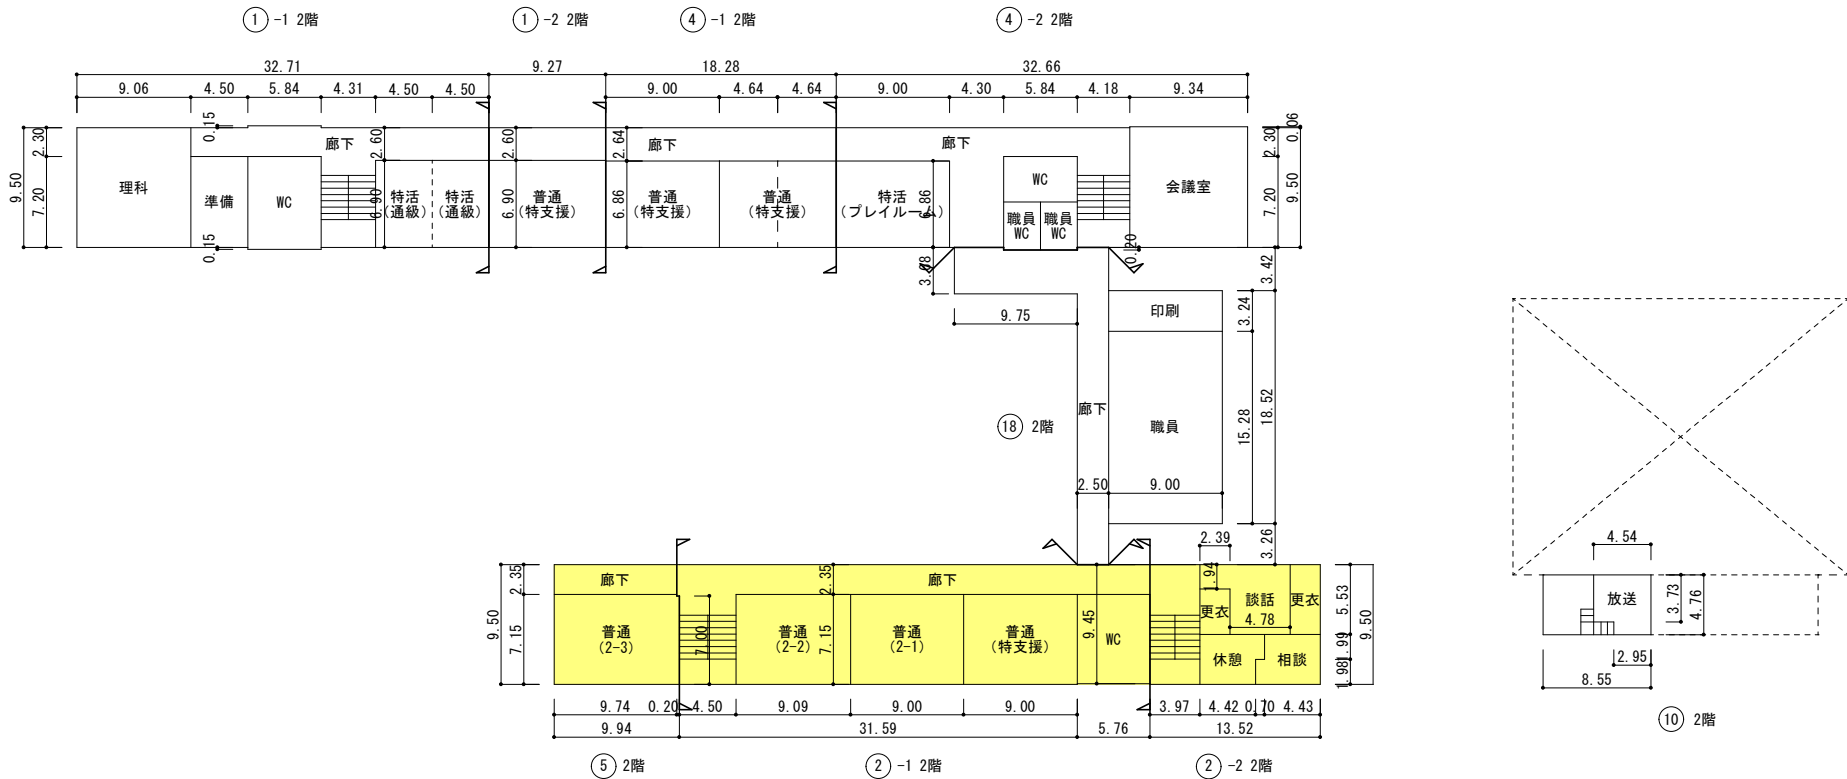 ① -1 2階
① -2 2階
④ -1 2階
④ -2 2階
32.71
9.27
18.28
32.66
9.06
4.50
5.84
4.31
4.50
4.50
9.00
4.64
4.64
9.00
4.30
5.84
4.18
9.34
9.50
2.30
7.20
0.15
0.15
2.60
6.90
2.60
6.90
2.64
6.86
6.86
3.68
0.20
2.30
7.20
0.06
9.50
理科
準備
WC
廊下
特活
(通級)
特活
(通級)
普通
(特支援)
廊下
普通
(特支援)
普通
(特支援)
特活
(プレイルーム)
廊下
WC
職員
WC
職員
WC
会議室
3.42
9.75
印刷
3.24
廊下
職員
15.28
18.52
⑱ 2階
2.50
9.00
3.26
2.39
9.50
2.35
7.15
廊下
普通
(2-3)
7.00
廊下
2.35
7.15
普通
(2-2)
普通
(2-1)
普通
(特支援)
9.45
WC
1.94
更衣
談話
4.78
更衣
休憩
相談
5.53
1.99
1.98
9.50
9.74
0.20
4.50
9.09
9.00
9.00
3.97
4.42
0.70
4.43
9.94
31.59
5.76
13.52
⑤ 2階
② -1 2階
② -2 2階
4.54
放送
3.73
4.76
2.95
8.55
⑩ 2階